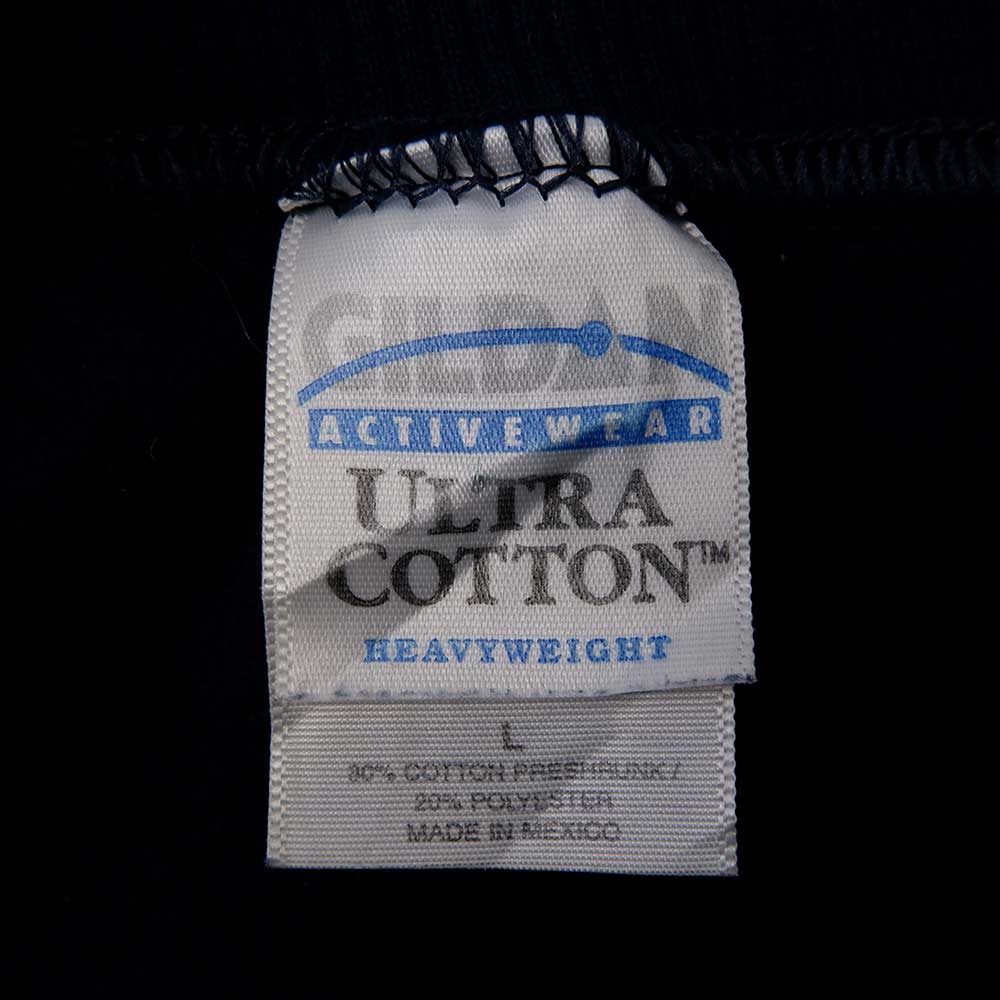 GILDAN
ACTIVEWEAR
ULTRA
COTTON™
HEAVYWEIGHT
L
80% COTTON PRESHRUNK /
20% POLYESTER
MADE IN MEXICO